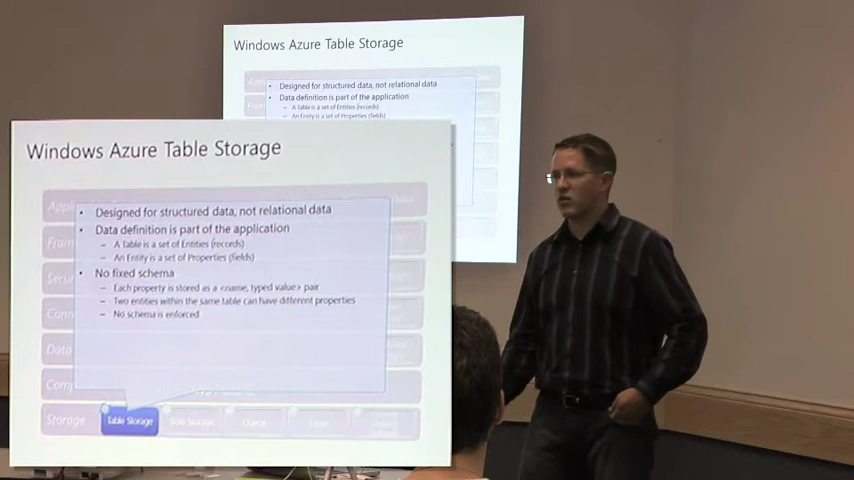 Windows Azure Table Storage
• Designed for structured data, not relational data
• Data definition is part of the application
– A Table is a set of Entities (records)
– An Entity is a set of Properties (fields)
Windows Azure Table Storage
• Designed for structured data, not relational data
• Data definition is part of the application
– A Table is a set of Entities (records)
– An Entity is a set of Properties (fields)
• No fixed schema
– Each property is stored as a <name, typed value> pair
– Two entities within the same table can have different properties
– No schema is enforced
Data
Storage
Table Storage